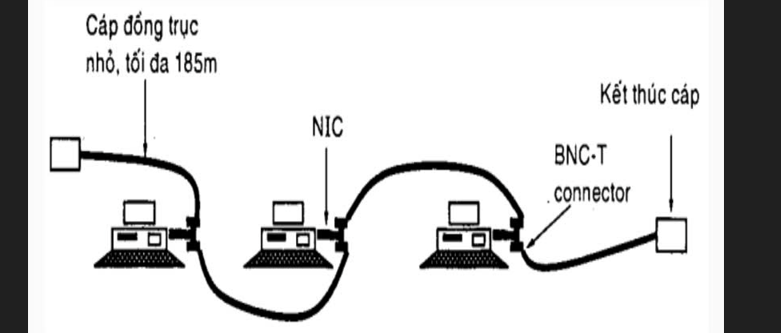 Cáp đồng trục
nhỏ, tối đa 185m
NIC
Kết thúc cáp
BNC-T
connector